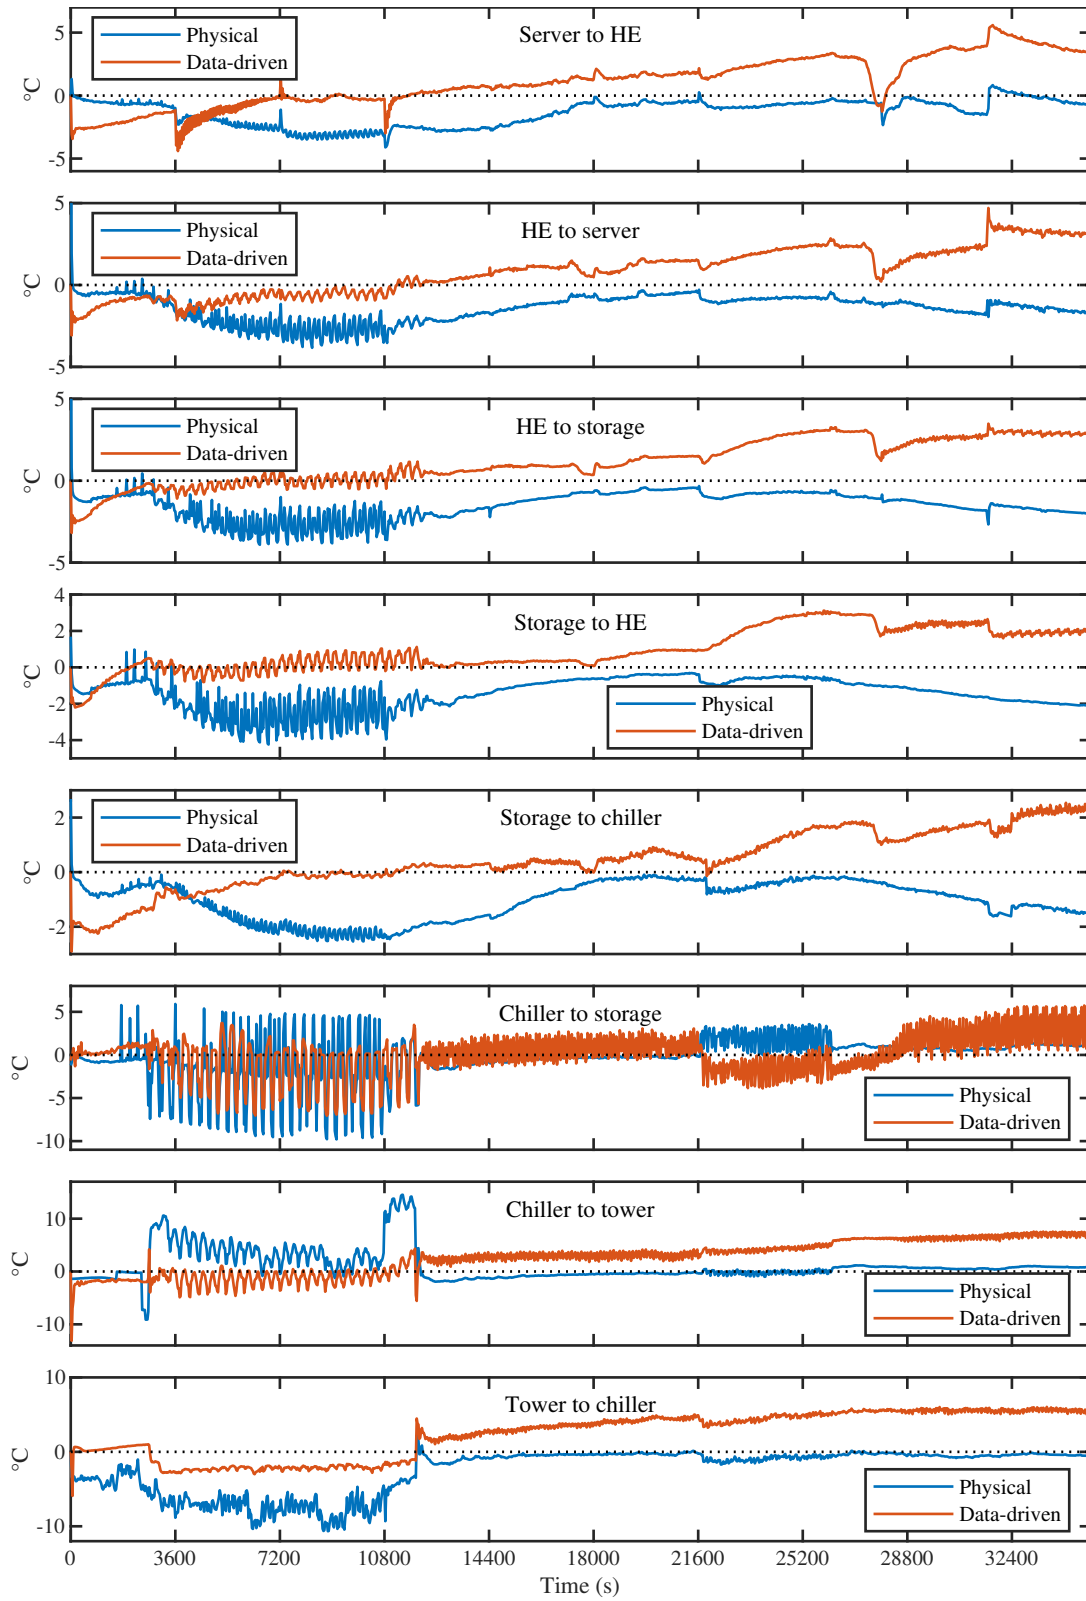 Server to HE
Physical
Data-driven
5
0
-5
°C
HE to server
Physical
Data-driven
5
0
-5
°C
HE to storage
Physical
Data-driven
5
0
-5
°C
Storage to HE
Physical
Data-driven
4
2
0
-2
-4
°C
Storage to chiller
Physical
Data-driven
2
0
-2
°C
Chiller to storage
Physical
Data-driven
5
0
-5
-10
°C
Chiller to tower
Physical
Data-driven
10
0
-10
°C
Tower to chiller
Physical
Data-driven
10
0
-10
°C
0 3600 7200 10800 14400 18000 21600 25200 28800 32400
Time (s)